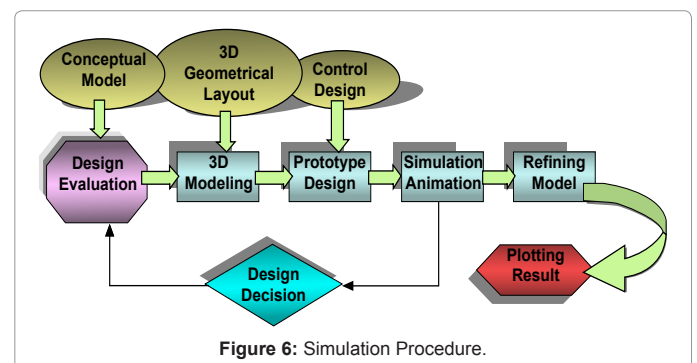 Conceptual
Model
3D
Geometrical
Layout
Control
Design
Design
Evaluation
3D
Modeling
Prototype
Design
Simulation
Animation
Refining
Model
Design
Decision
Plotting
Result
Figure 6: Simulation Procedure.